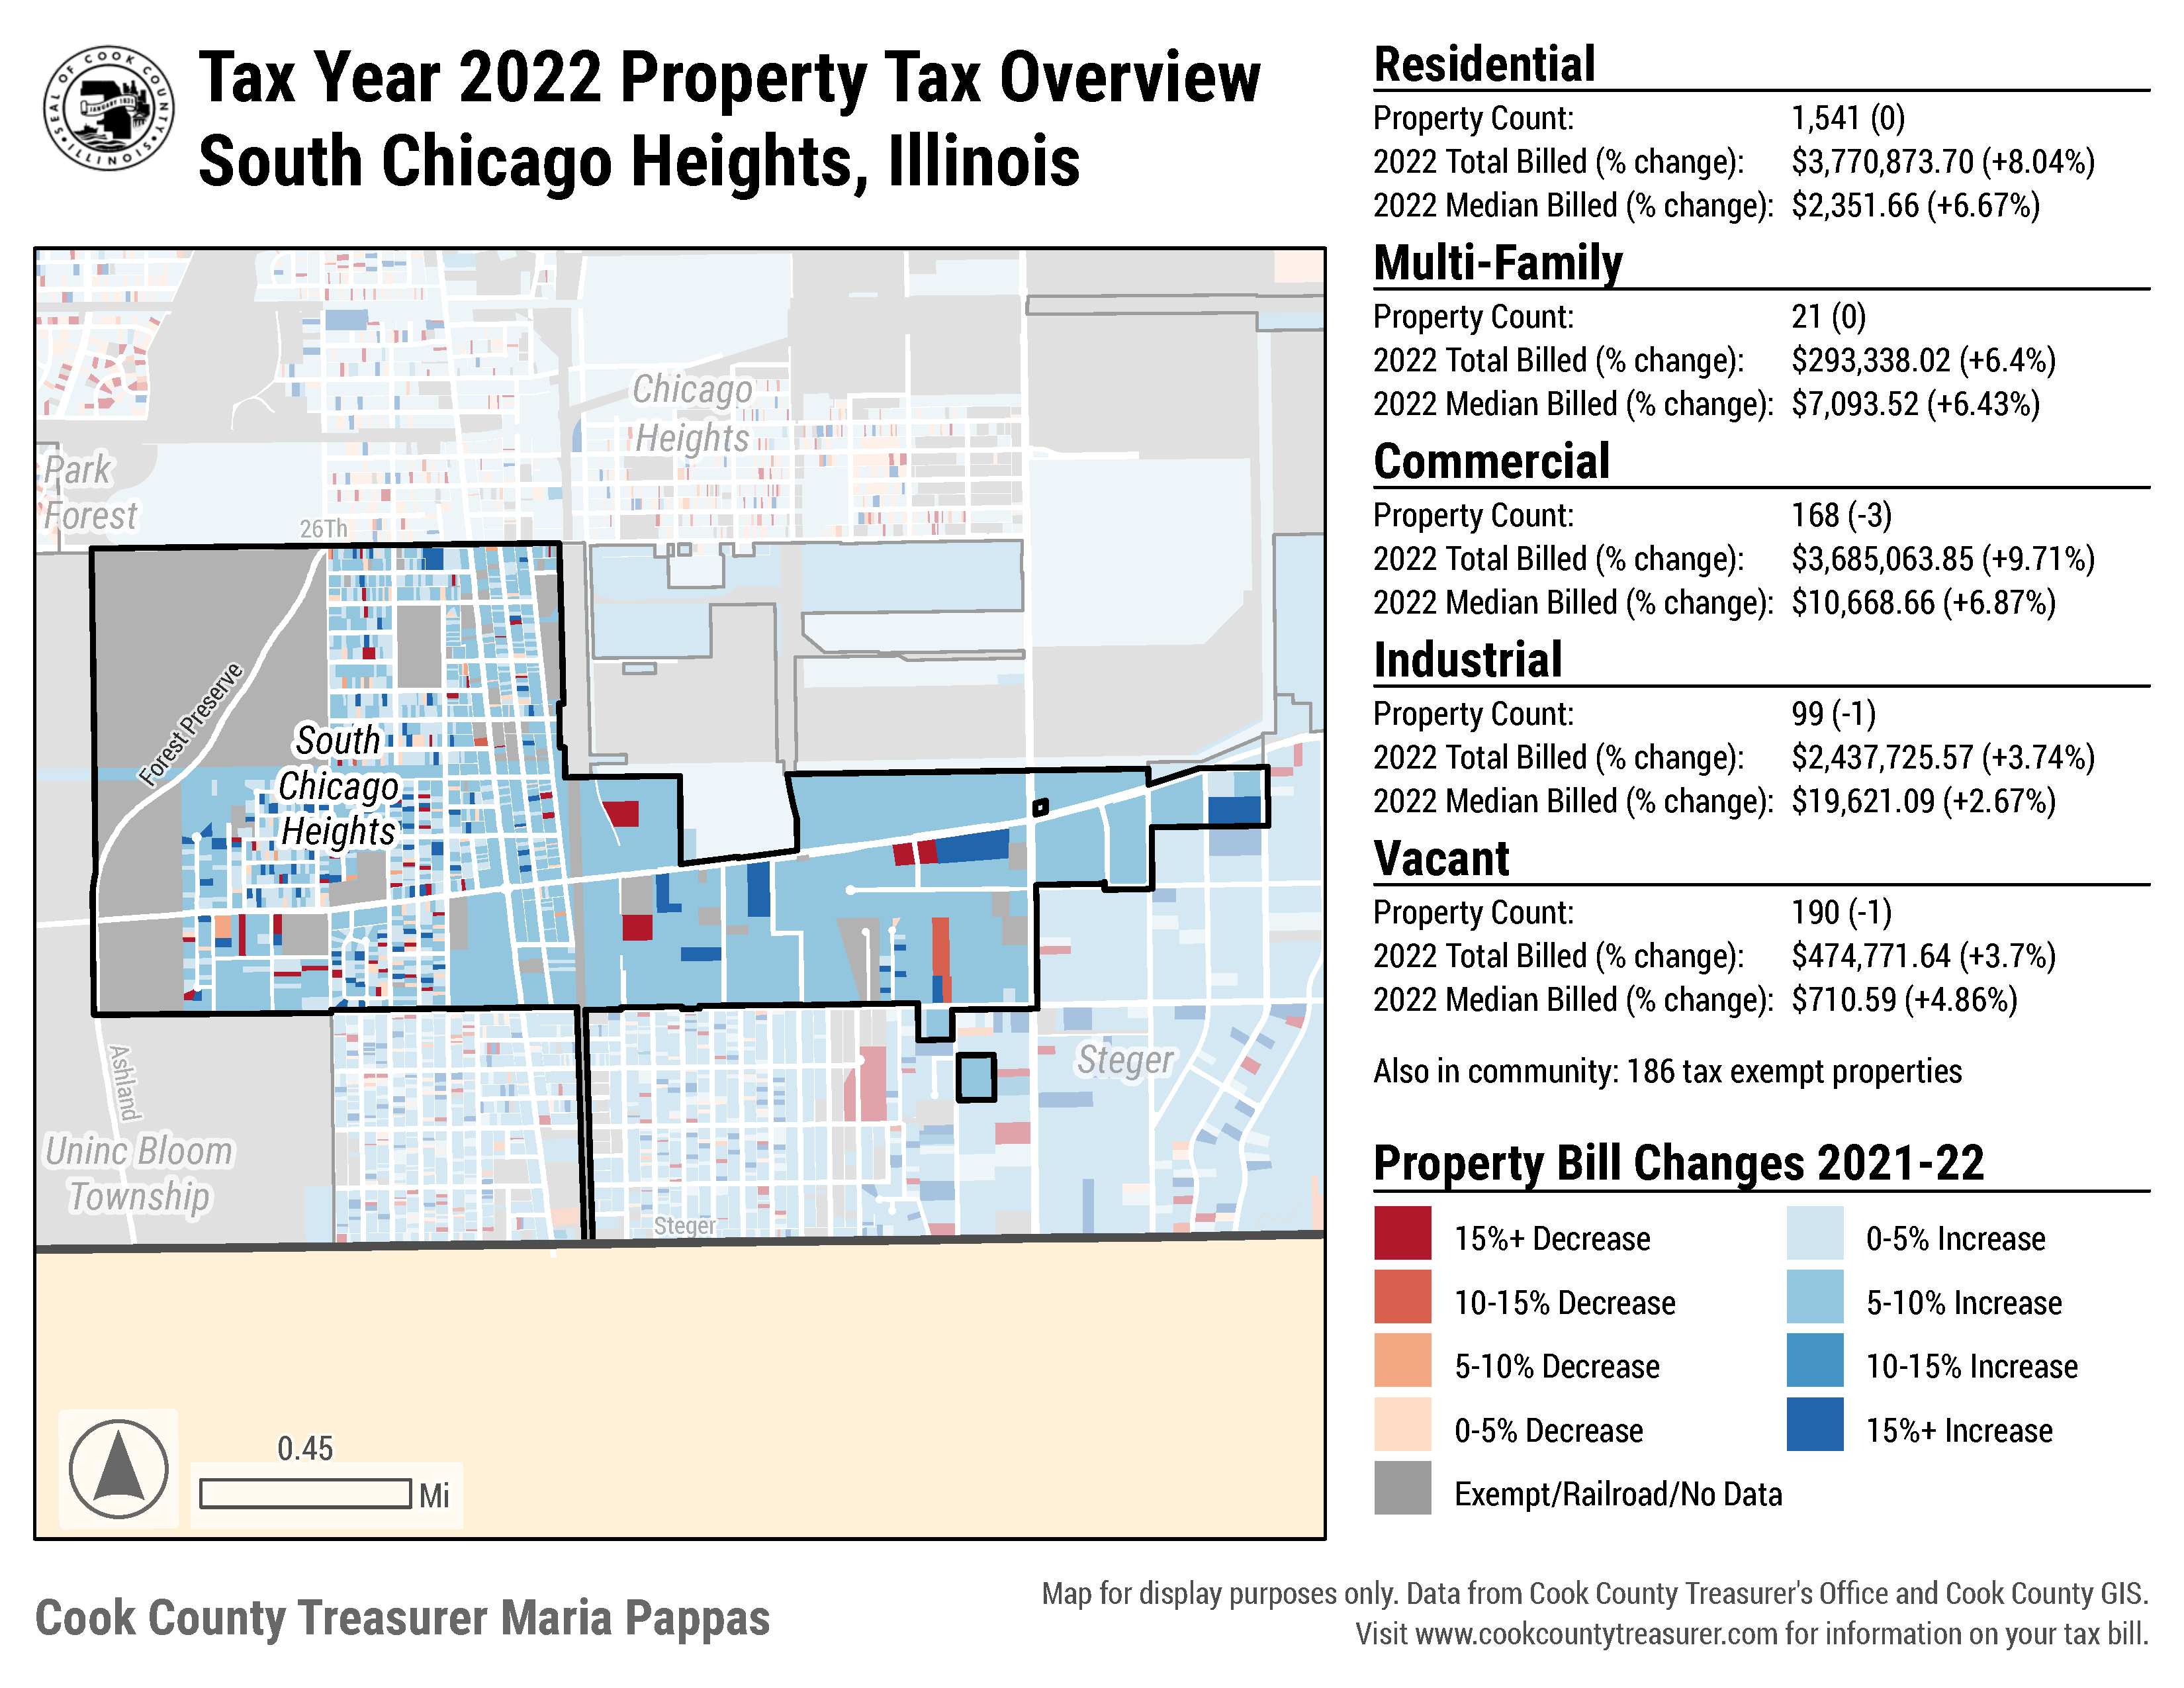 SEAL OF COOK COUNTY
JANUARY 1831
ILLINOIS
Tax Year 2022 Property Tax Overview
South Chicago Heights, Illinois
Chicago
Heights
Park
Forest
26Th
Forest Preserve
South
Chicago
Heights
Ashland
Steger
Uninc Bloom
Township
Steger
0.45
Mi
Residential
Property Count: 1,541 (0)
2022 Total Billed (% change): $3,770,873.70 (+8.04%)
2022 Median Billed (% change): $2,351.66 (+6.67%)
Multi-Family
Property Count: 21 (0)
2022 Total Billed (% change): $293,338.02 (+6.4%)
2022 Median Billed (% change): $7,093.52 (+6.43%)
Commercial
Property Count: 168 (-3)
2022 Total Billed (% change): $3,685,063.85 (+9.71%)
2022 Median Billed (% change): $10,668.66 (+6.87%)
Industrial
Property Count: 99 (-1)
2022 Total Billed (% change): $2,437,725.57 (+3.74%)
2022 Median Billed (% change): $19,621.09 (+2.67%)
Vacant
Property Count: 190 (-1)
2022 Total Billed (% change): $474,771.64 (+3.7%)
2022 Median Billed (% change): $710.59 (+4.86%)
Also in community: 186 tax exempt properties
Property Bill Changes 2021-22
15%+ Decrease
10-15% Decrease
5-10% Decrease
0-5% Decrease
Exempt/Railroad/No Data
0-5% Increase
5-10% Increase
10-15% Increase
15%+ Increase
Cook County Treasurer Maria Pappas
Map for display purposes only. Data from Cook County Treasurer's Office and Cook County GIS.
Visit www.cookcountytreasurer.com for information on your tax bill.